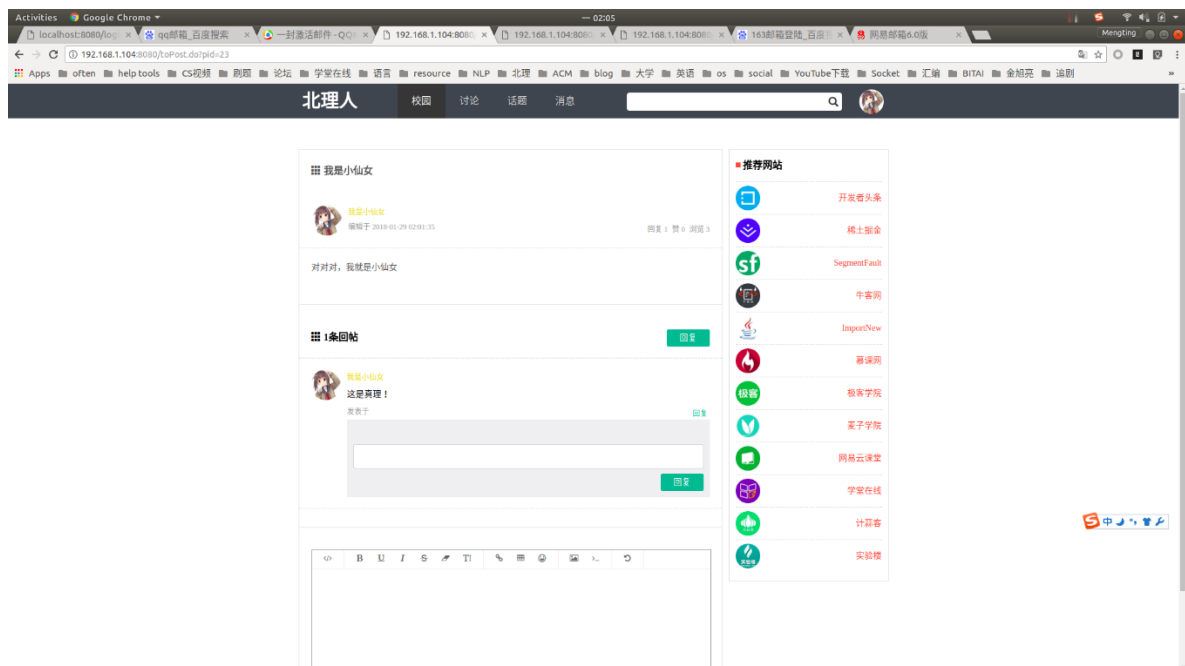 Activities Google Chrome — 02:05
localhost:8080/logi × qq邮箱_百度搜索 × 一封激活邮件 - QQ × 192.168.1.104:8080/ × 192.168.1.104:8080/ × 192.168.1.104:8080/ × 163邮箱登陆_百度 × 网易邮箱6.0版 × Mengting
192.168.1.104:8080/toPost.do?pid=23
Apps often help tools CS视频 刷题 论坛 学堂在线 语言 resource NLP 北理 ACM blog 大学 英语 os social YouTube下载 Socket 汇编 BITAI 金旭亮 追剧 »
北理人 校园 讨论 话题 消息
我是小仙女
我是小仙女
编辑于 2018-01-29 02:01:35 回复 1 赞 0 浏览 3
对对对，我就是小仙女
1条回帖 回复
我是小仙女
这是真理！
发表于 回复
回复
</> B U I S T! >_
推荐网站
开发者头条
稀土掘金
sf SegmentFault
牛客网
ImportNew
慕课网
极客 极客学院
麦子学院
网易云课堂
学堂在线
计蒜客
实验楼 实验楼
中